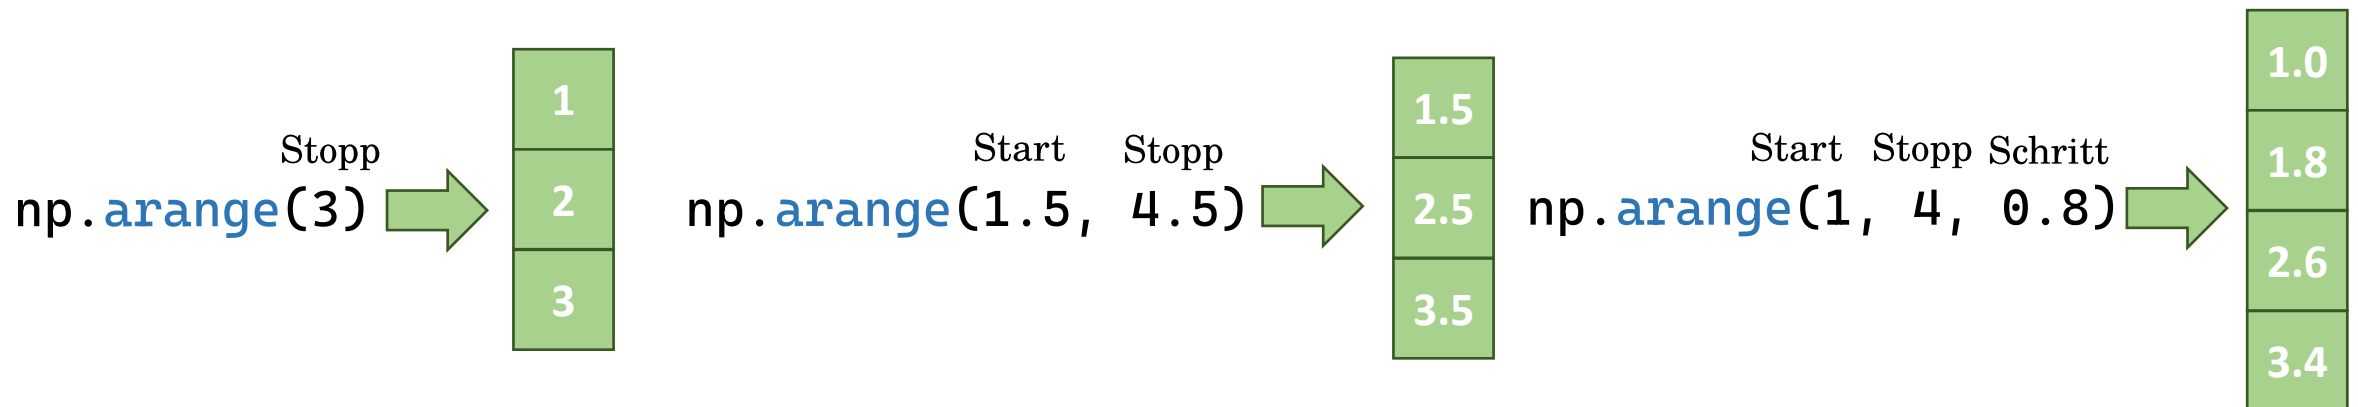 Stopp
np.arange(3)
1
2
3
Start Stopp
np.arange(1.5, 4.5)
1.5
2.5
3.5
Start Stopp Schritt
np.arange(1, 4, 0.8)
1.0
1.8
2.6
3.4